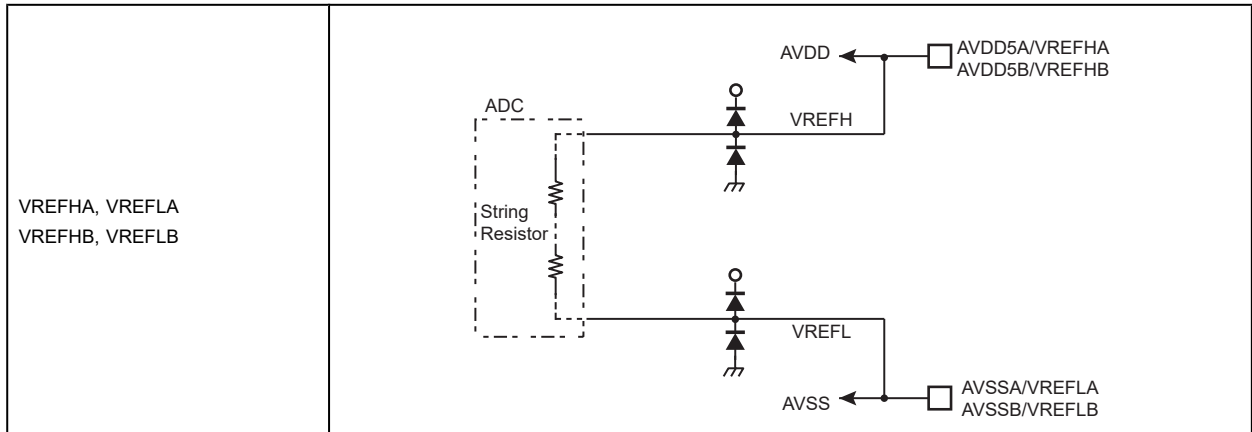 VREFHA, VREFLA
VREFHB, VREFLB
AVDD
AVDD5A/VREFHA
AVDD5B/VREFHB
ADC
VREFH
String
Resistor
VREFL
AVSS
AVSSA/VREFLA
AVSSB/VREFLB